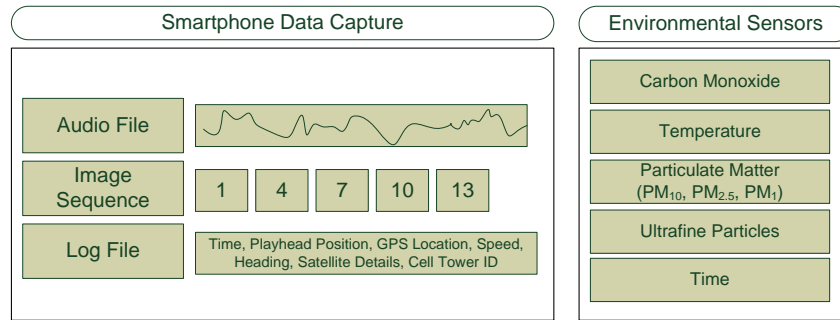 Smartphone Data Capture
Audio File
Image
Sequence
1 4 7 10 13
Log File
Time, Playhead Position, GPS Location, Speed,
Heading, Satellite Details, Cell Tower ID
Environmental Sensors
Carbon Monoxide
Temperature
Particulate Matter
(PM₁₀, PM₂.₅, PM₁)
Ultrafine Particles
Time